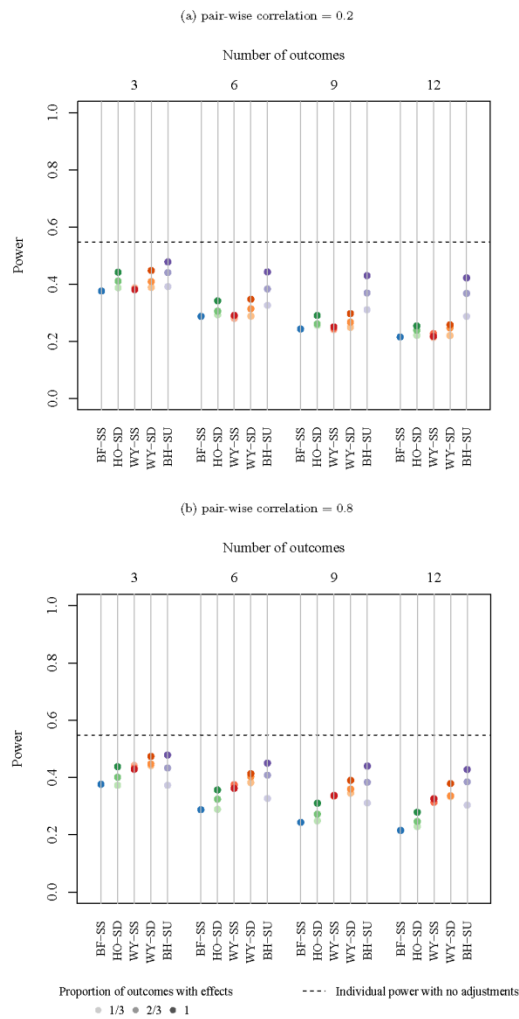 (a) pair-wise correlation = 0.2
Number of outcomes
3 6 9 12
Power
1.0
0.8
0.6
0.4
0.2
0.0
BF−SS HO−SD WY−SS WY−SD BH−SU BF−SS HO−SD WY−SS WY−SD BH−SU BF−SS HO−SD WY−SS WY−SD BH−SU BF−SS HO−SD WY−SS WY−SD BH−SU
(b) pair-wise correlation = 0.8
Number of outcomes
3 6 9 12
Power
1.0
0.8
0.6
0.4
0.2
0.0
BF−SS HO−SD WY−SS WY−SD BH−SU BF−SS HO−SD WY−SS WY−SD BH−SU BF−SS HO−SD WY−SS WY−SD BH−SU BF−SS HO−SD WY−SS WY−SD BH−SU
Proportion of outcomes with effects
1/3 2/3 1
Individual power with no adjustments